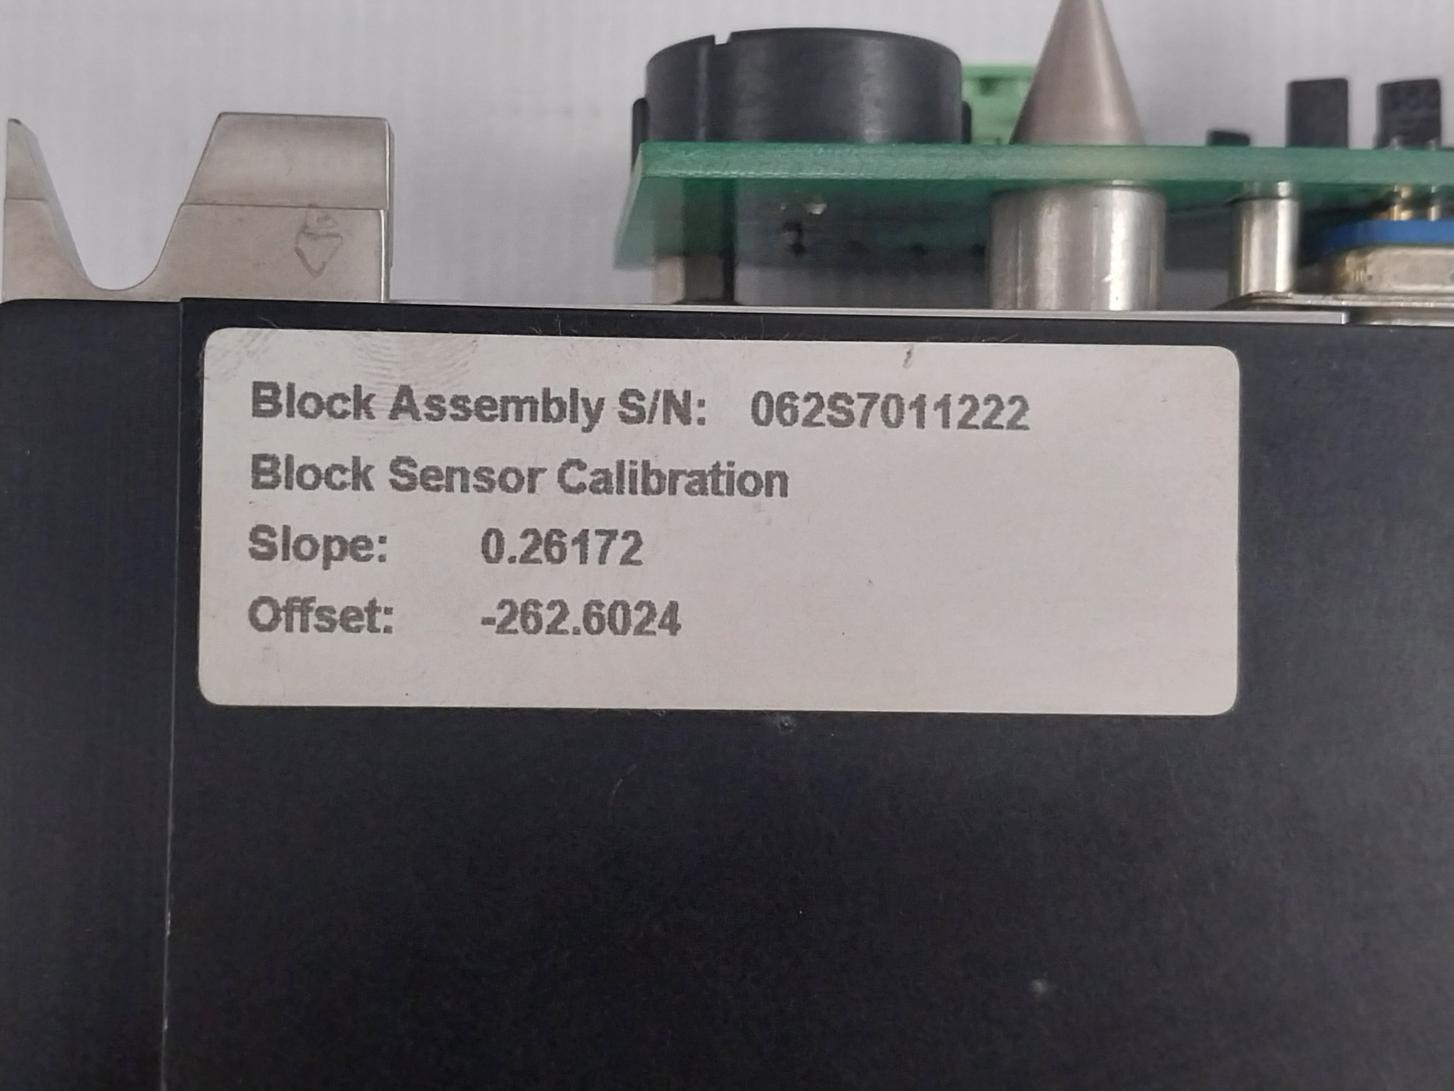 Block Assembly S/N: 062S7011222
Block Sensor Calibration
Slope: 0.26172
Offset: -262.6024